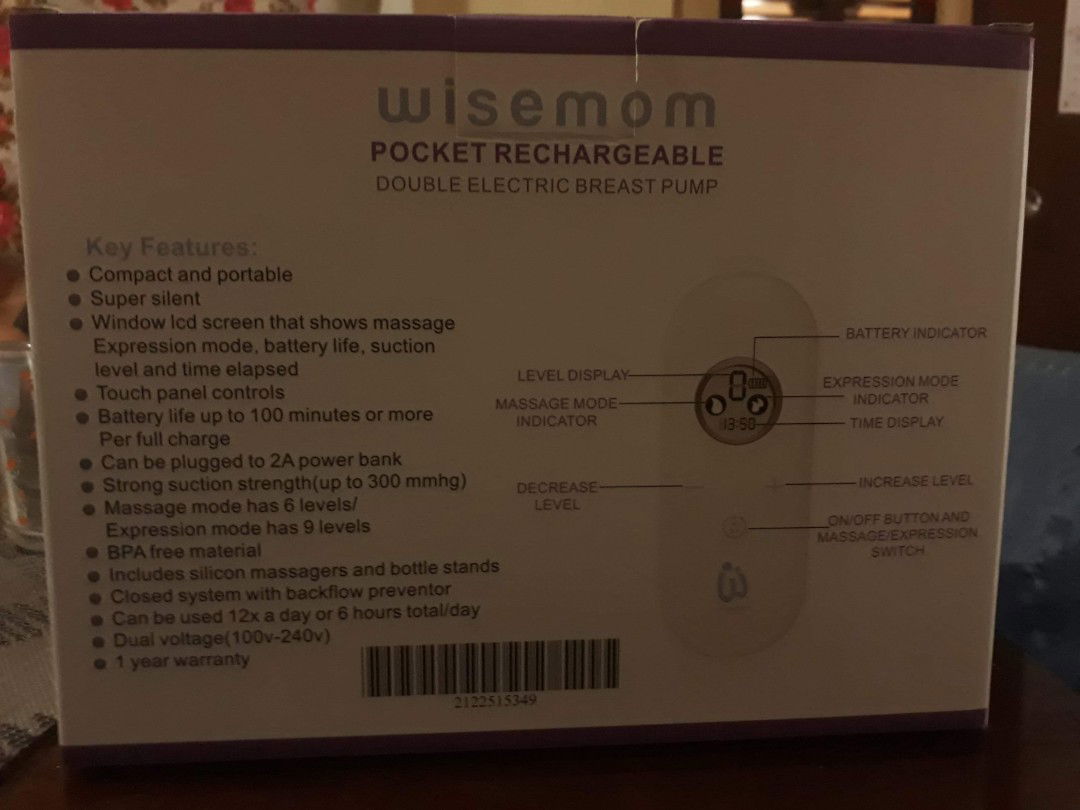 wisemom
POCKET RECHARGEABLE
DOUBLE ELECTRIC BREAST PUMP
Key Features:
Compact and portable
Super silent
Window lcd screen that shows massage
Expression mode, battery life, suction
level and time elapsed
Touch panel controls
Battery life up to 100 minutes or more
Per full charge
Can be plugged to 2A power bank
Strong suction strength(up to 300 mmhg)
Massage mode has 6 levels/
Expression mode has 9 levels
BPA free material
Includes silicon massagers and bottle stands
Closed system with backflow preventor
Can be used 12x a day or 6 hours total/day
Dual voltage(100v-240v)
1 year warranty
2122515349
BATTERY INDICATOR
LEVEL DISPLAY
EXPRESSION MODE
INDICATOR
MASSAGE MODE
INDICATOR
TIME DISPLAY
13:50
DECREASE
LEVEL
INCREASE LEVEL
ON/OFF BUTTON AND
MASSAGE/EXPRESSION
SWITCH